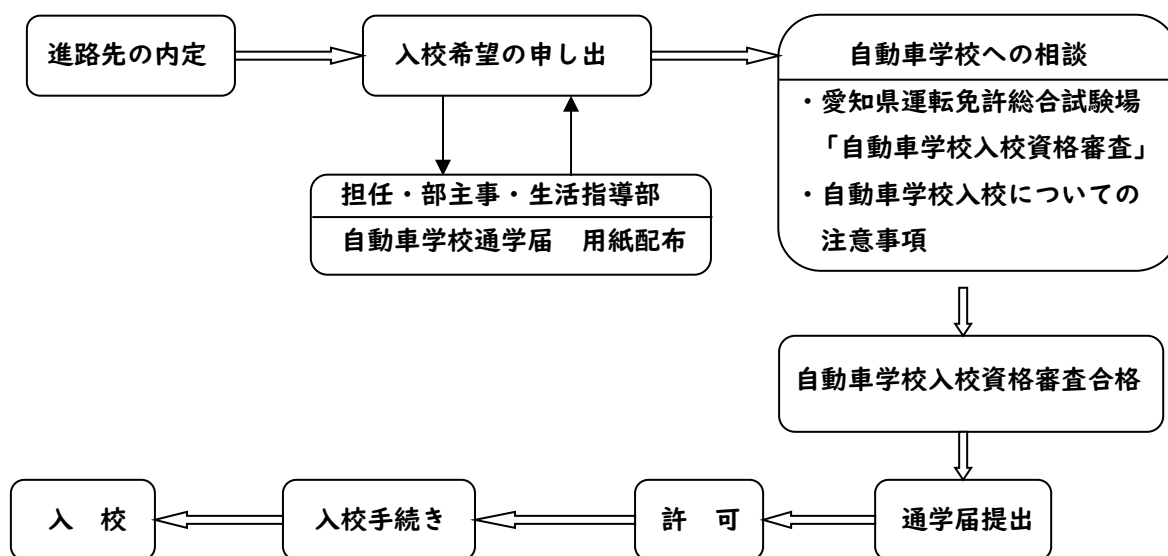 進路先の内定
入校希望の申し出
自動車学校への相談
・愛知県運転免許総合試験場
「自動車学校入校資格審査」
・自動車学校入校についての
注意事項
担任・部主事・生活指導部
自動車学校通学届　用紙配布
自動車学校入校資格審査合格
通学届提出
許　可
入校手続き
入　校